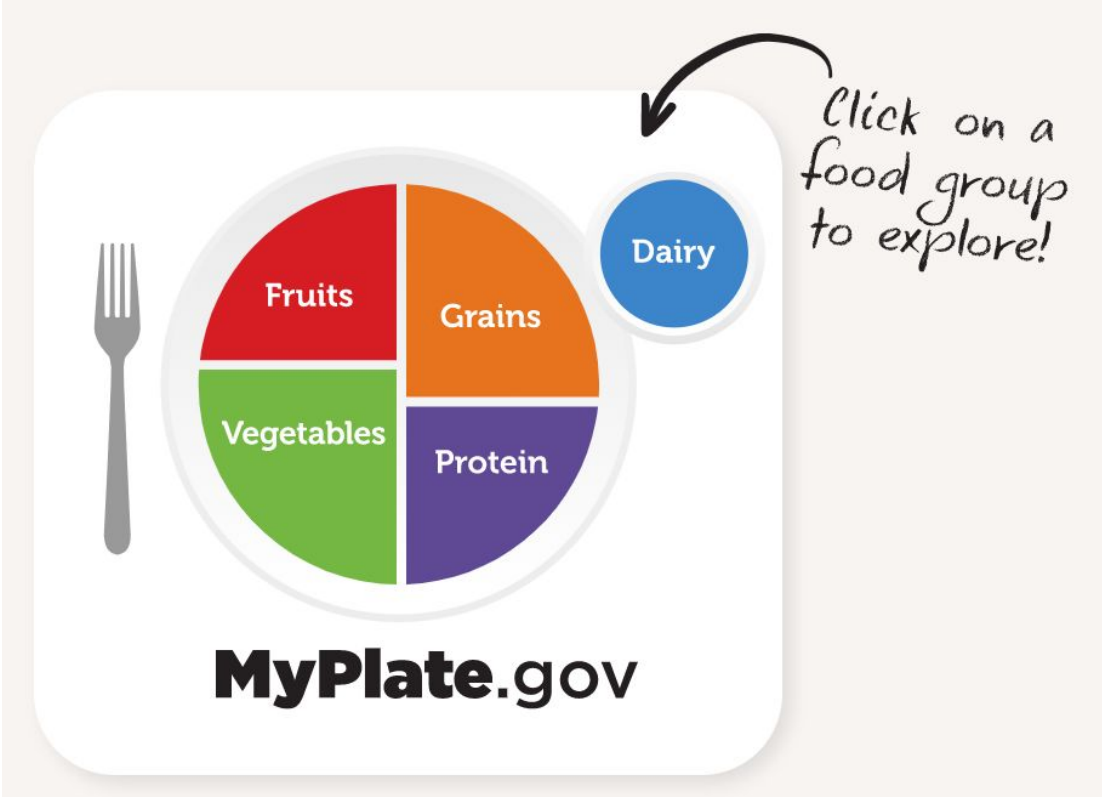 Click on a
food group
to explore!
Dairy
Fruits
Grains
Vegetables
Protein
MyPlate.gov